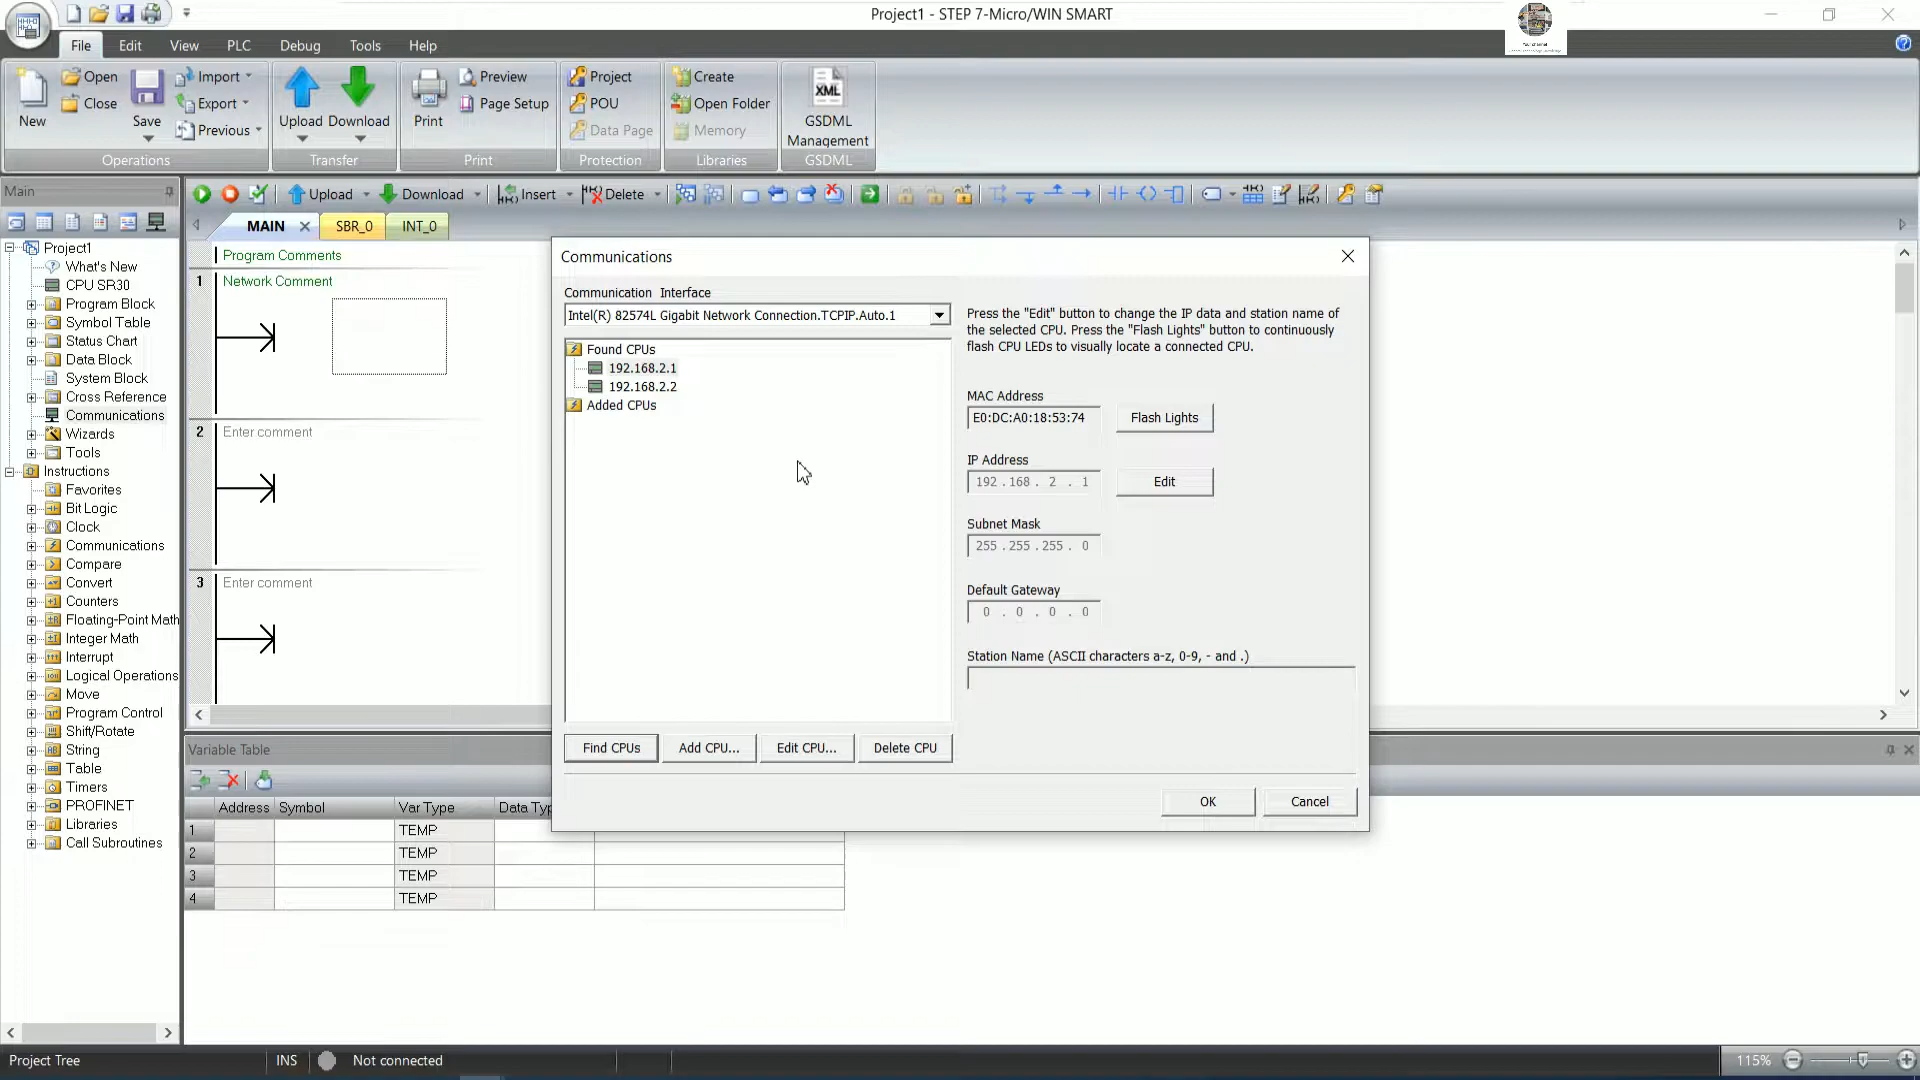 Project1 - STEP 7-Micro/WIN SMART
Your channel
File Edit View PLC Debug Tools Help
New
Open
Close
Save
Import
Export
Previous
Operations
Upload Download
Transfer
Print
Preview
Page Setup
Print
Project
POU
Data Page
Protection
Create
Open Folder
Memory
Libraries
XML
GSDML
Management
GSDML
Main
Upload Download Insert Delete
MAIN SBR_0 INT_0
Project1
What's New
CPU SR30
Program Block
Symbol Table
Status Chart
Data Block
System Block
Cross Reference
Communications
Wizards
Tools
Instructions
Favorites
Bit Logic
Clock
Communications
Compare
Convert
Counters
Floating-Point Math
Integer Math
Interrupt
Logical Operations
Move
Program Control
Shift/Rotate
String
Table
Timers
PROFINET
Libraries
Call Subroutines
Program Comments
1 Network Comment
2 Enter comment
3 Enter comment
Communications
Communication Interface
Intel(R) 82574L Gigabit Network Connection.TCPIP.Auto.1
Found CPUs
192.168.2.1
192.168.2.2
Added CPUs
Press the "Edit" button to change the IP data and station name
of the selected CPU. Press the "Flash Lights" button to continuously
flash CPU LEDs to visually locate a connected CPU.
MAC Address
E0:DC:A0:18:53:74 Flash Lights
IP Address
192 . 168 . 2 . 1 Edit
Subnet Mask
255 . 255 . 255 . 0
Default Gateway
0 . 0 . 0 . 0
Station Name (ASCII characters a-z, 0-9, - and .)
Find CPUs Add CPU... Edit CPU... Delete CPU
OK Cancel
Variable Table
Address Symbol Var Type Data Typ
1 TEMP
2 TEMP
3 TEMP
4 TEMP
Project Tree INS Not connected 115%